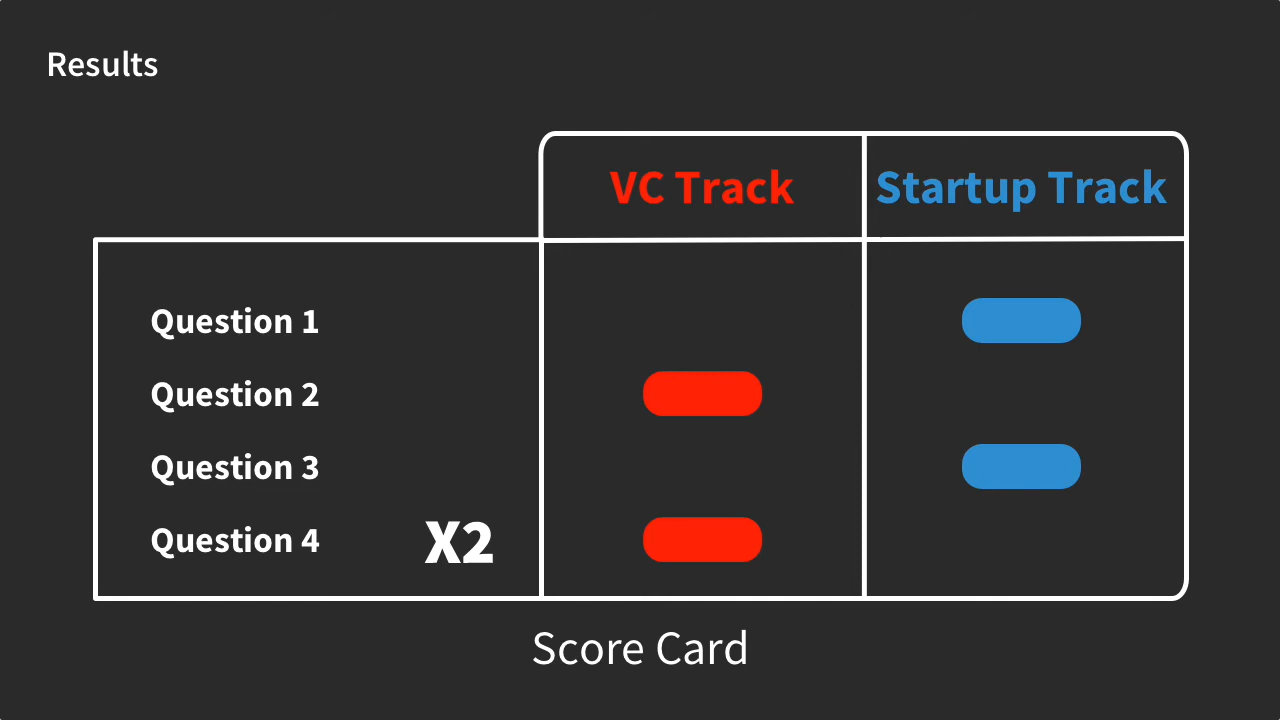 Results
VC Track
Startup Track
Question 1
Question 2
Question 3
Question 4
X2
Score Card